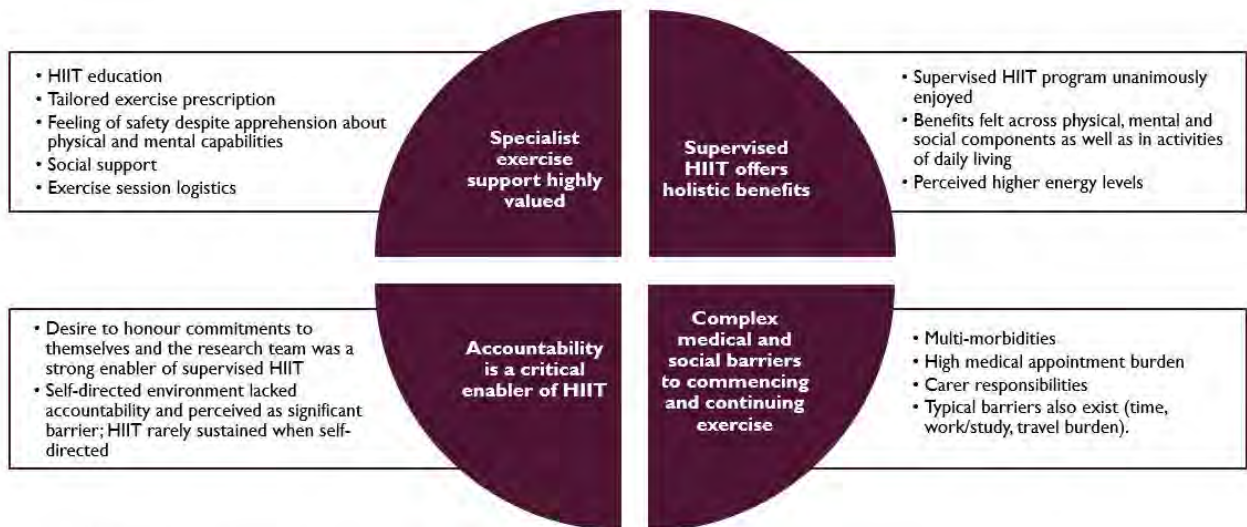 • HIIT education
• Tailored exercise prescription
• Feeling of safety despite apprehension about
physical and mental capabilities
• Social support
• Exercise session logistics
Specialist
exercise
support highly
valued
Supervised
HIIT offers
holistic benefits
• Supervised HIIT program unanimously
enjoyed
• Benefits felt across physical, mental and
social components as well as in activities
of daily living
• Perceived higher energy levels
• Desire to honour commitments to
themselves and the research team was a
strong enabler of supervised HIIT
• Self-directed environment lacked
accountability and perceived as significant
barrier; HIIT rarely sustained when self-
directed
Accountability
is a critical
enabler of HIIT
Complex
medical and
social barriers
to commencing
and continuing
exercise
• Multi-morbidities
• High medical appointment burden
• Carer responsibilities
• Typical barriers also exist (time,
work/study, travel burden).